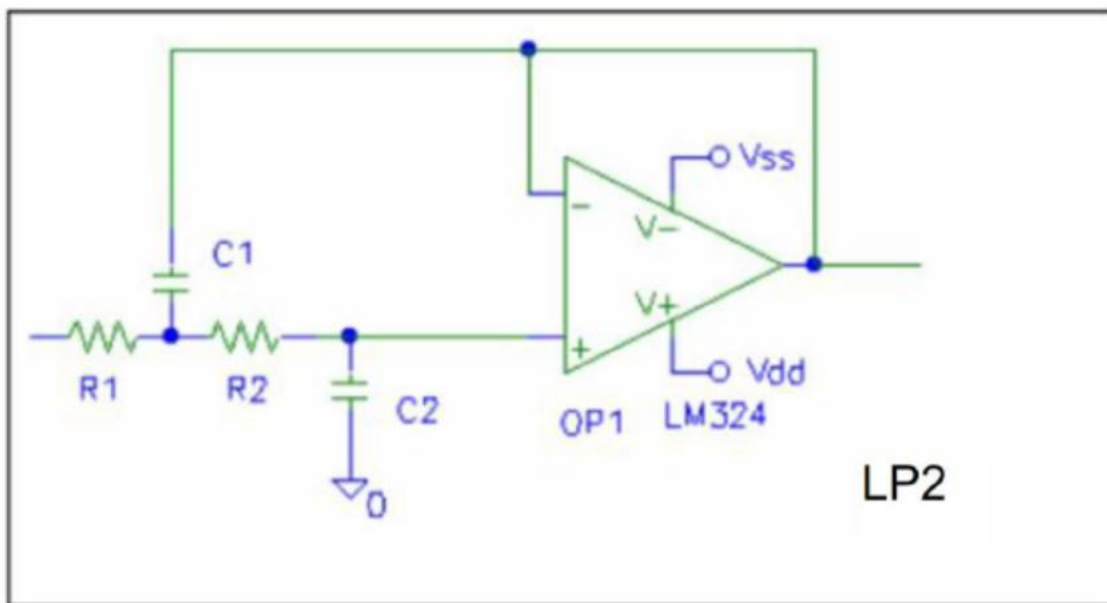 Vss
-
V-
C1
V+
+
R1
R2
Vdd
C2
OP1
LM324
LP2
0